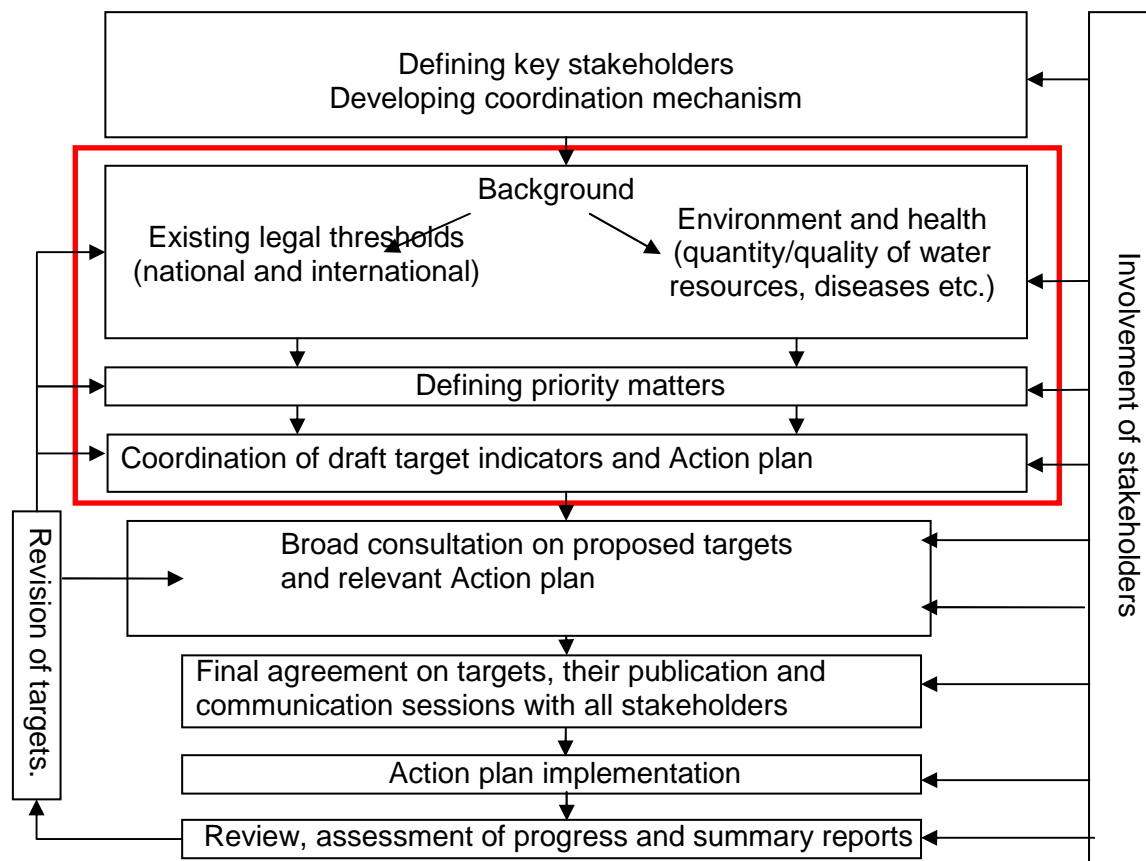 Defining key stakeholders
Developing coordination mechanism
Background
Existing legal thresholds
(national and international)
Environment and health
(quantity/quality of water
resources, diseases etc.)
Defining priority matters
Coordination of draft target indicators and Action plan
Broad consultation on proposed targets
and relevant Action plan
Final agreement on targets, their publication and
communication sessions with all stakeholders
Action plan implementation
Review, assessment of progress and summary reports
Revision of targets.
Involvement of stakeholders